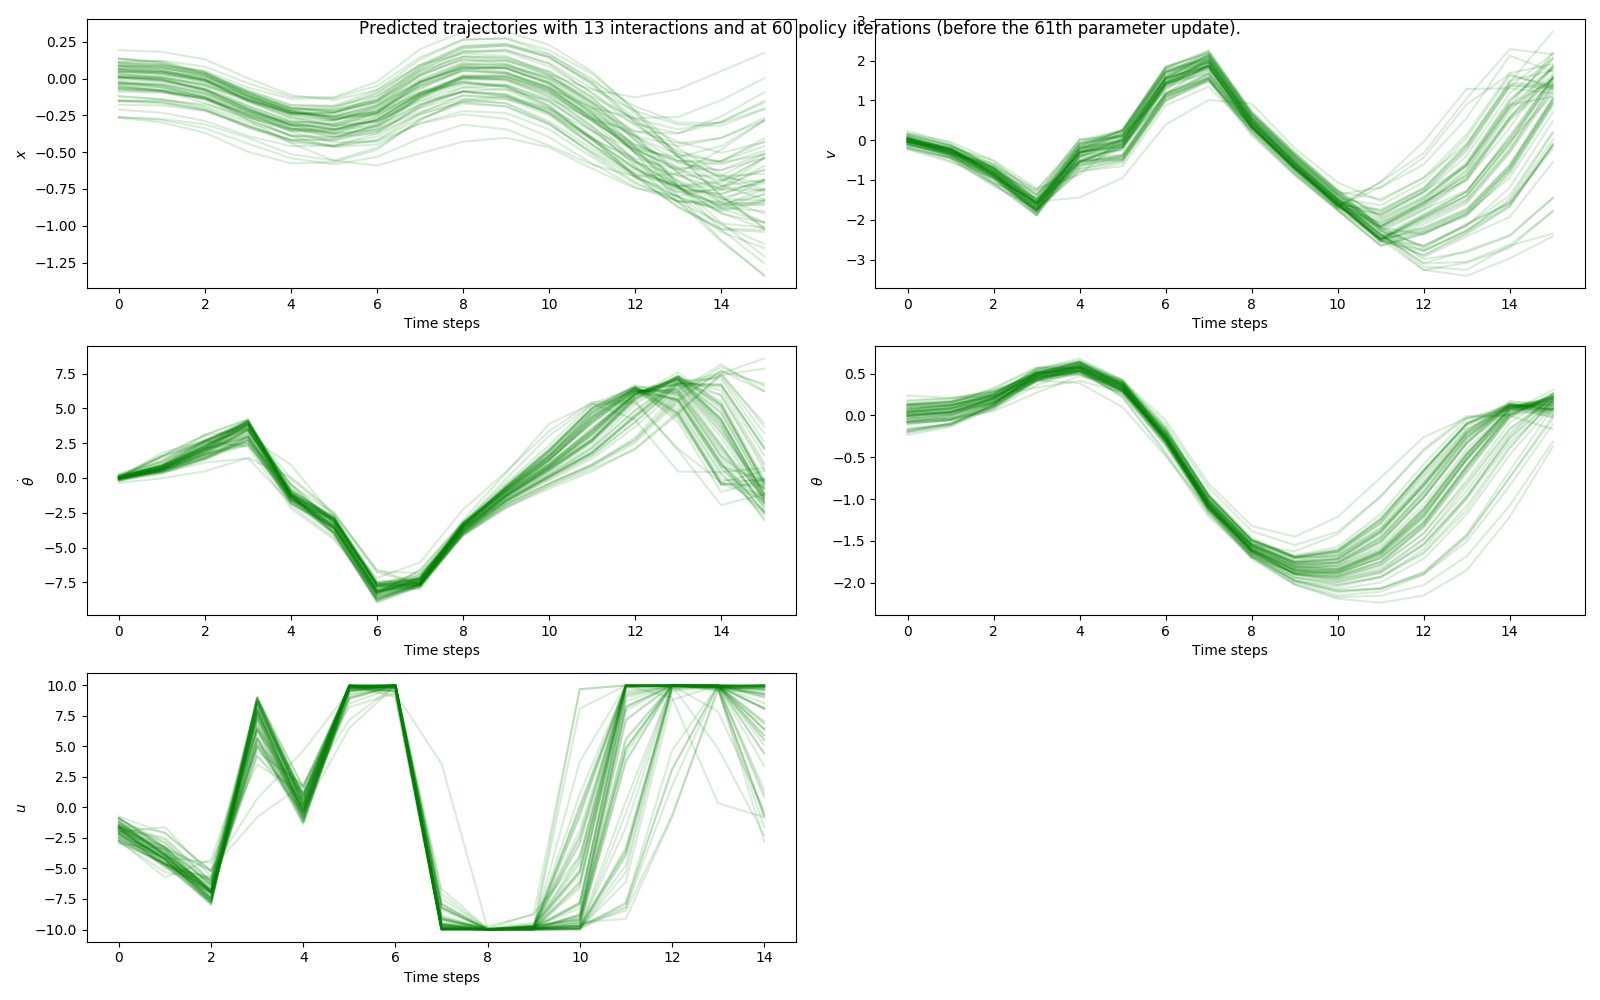 Predicted trajectories with 13 interactions and at 60 policy iterations (before the 61th parameter update).
0.25
0.00
−0.25
−0.50
−0.75
−1.00
−1.25
x
0 2 4 6 8 10 12 14
Time steps
3
2
1
0
−1
−2
−3
v
0 2 4 6 8 10 12 14
Time steps
7.5
5.0
2.5
0.0
−2.5
−5.0
−7.5
θ̇
0 2 4 6 8 10 12 14
Time steps
0.5
0.0
−0.5
−1.0
−1.5
−2.0
θ
0 2 4 6 8 10 12 14
Time steps
10.0
7.5
5.0
2.5
0.0
−2.5
−5.0
−7.5
−10.0
u
0 2 4 6 8 10 12 14
Time steps